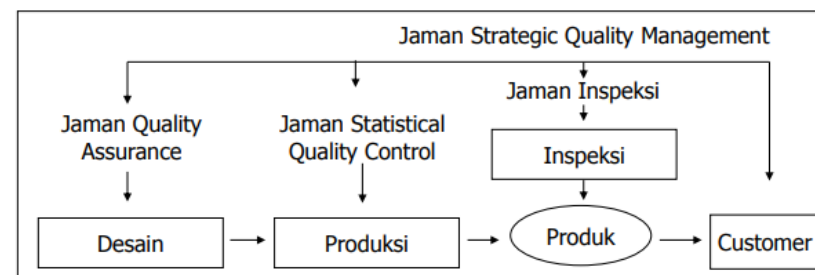 Jaman Strategic Quality Management
Jaman Quality
Assurance
Jaman Statistical
Quality Control
Jaman Inspeksi
Inspeksi
Desain
Produksi
Produk
Customer